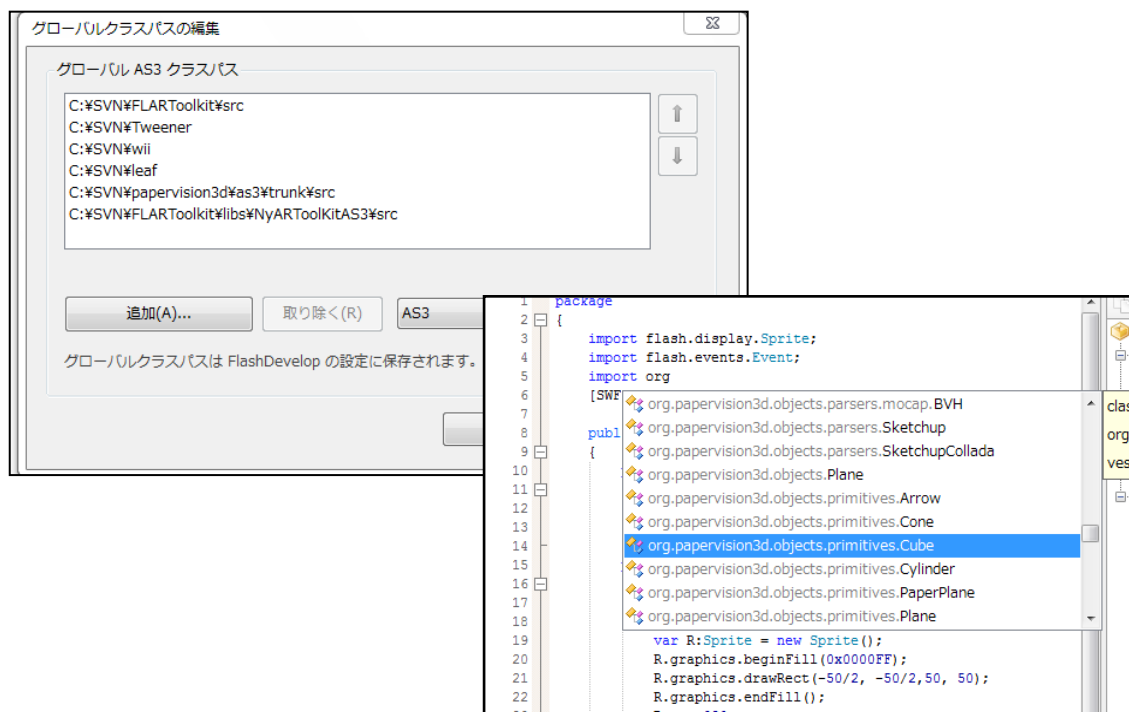 グローバルクラスパスの編集
グローバル AS3 クラスパス
C:¥SVN¥FLARToolkit¥src
C:¥SVN¥Tweener
C:¥SVN¥wii
C:¥SVN¥leaf
C:¥SVN¥papervision3d¥as3¥trunk¥src
C:¥SVN¥FLARToolkit¥libs¥NyARToolKitAS3¥src
追加(A)...
取り除く(R)
AS3
グローバルクラスパスは FlashDevelop の設定に保存されます。
1 package
2 {
3 import flash.display.Sprite;
4 import flash.events.Event;
5 import org
6 [SWF
7
8 publ
9 {
10
11
12
13
14
15
16
17
18
org.papervision3d.objects.parsers.mocap.BVH
org.papervision3d.objects.parsers.Sketchup
org.papervision3d.objects.parsers.SketchupCollada
org.papervision3d.objects.Plane
org.papervision3d.objects.primitives.Arrow
org.papervision3d.objects.primitives.Cone
org.papervision3d.objects.primitives.Cube
org.papervision3d.objects.primitives.Cylinder
org.papervision3d.objects.primitives.PaperPlane
org.papervision3d.objects.primitives.Plane
clas
org
ves
19 var R:Sprite = new Sprite();
20 R.graphics.beginFill(0x0000FF);
21 R.graphics.drawRect(-50/2, -50/2,50, 50);
22 R.graphics.endFill();